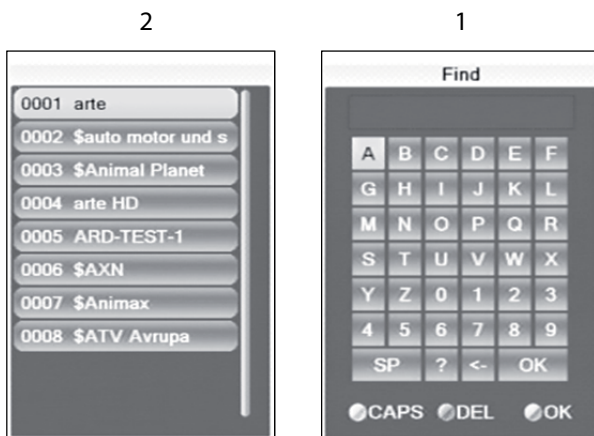 2
0001 arte
0002 $auto motor und s
0003 $Animal Planet
0004 arte HD
0005 ARD-TEST-1
0006 $AXN
0007 $Animax
0008 $ATV Avrupa
1
Find
A B C D E F
G H I J K L
M N O P Q R
S T U V W X
Y Z 0 1 2 3
4 5 6 7 8 9
SP ? <- OK
CAPS DEL OK